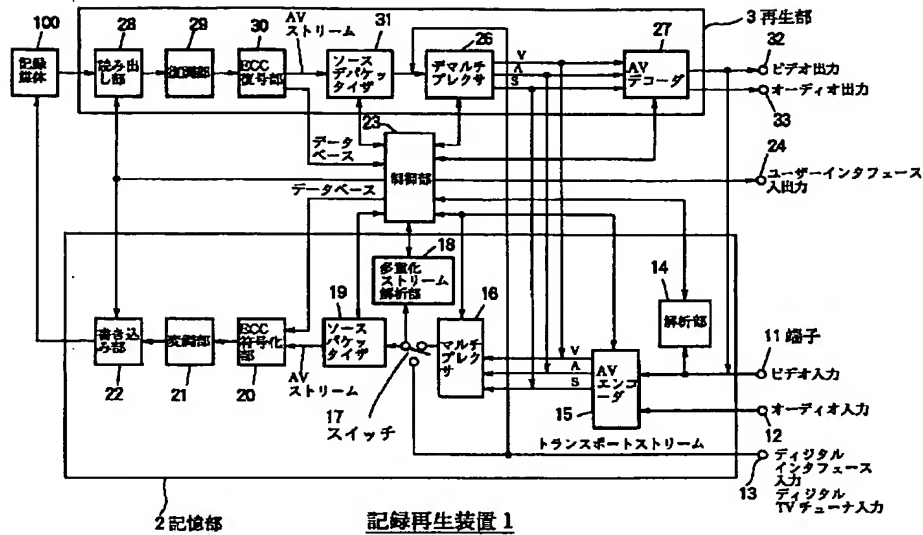 100
記録
媒体
28
読み出
し部
29
復調部
30
ECC
復号部
AV
ストリーム
31
ソース
デパケッ
タイザ
26
デマルチ
プレクサ
V
A
S
27
AV
デコーダ
3 再生部
32
ビデオ出力
オーディオ出力
33
23
制御部
データ
ベース
データベース
24
ユーザーインタフェース
入出力
18
多重化
ストリーム
解析部
14
解析部
22
書き込
み部
21
変調部
20
ECC
符号化
部
AV
ストリーム
19
ソース
パケッ
タイザ
17
スイッチ
16
マルチ
プレク
サ
V
A
S
15
AV
エンコ
ーダ
11 端子
ビデオ入力
オーディオ入力
12
トランスポートストリーム
13
ディジタル
インタフェース
入力
ディジタル
TVチューナ入力
2 記憶部
記録再生装置 1